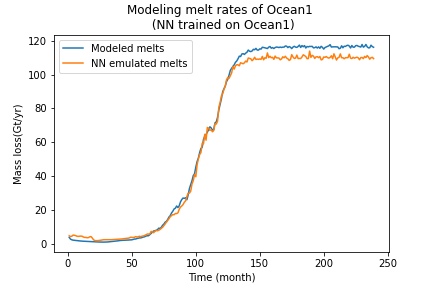 Modeling melt rates of Ocean1
(NN trained on Ocean1)
Modeled melts
NN emulated melts
Mass loss(Gt/yr)
120
100
80
60
40
20
0
0 50 100 150 200 250
Time (month)